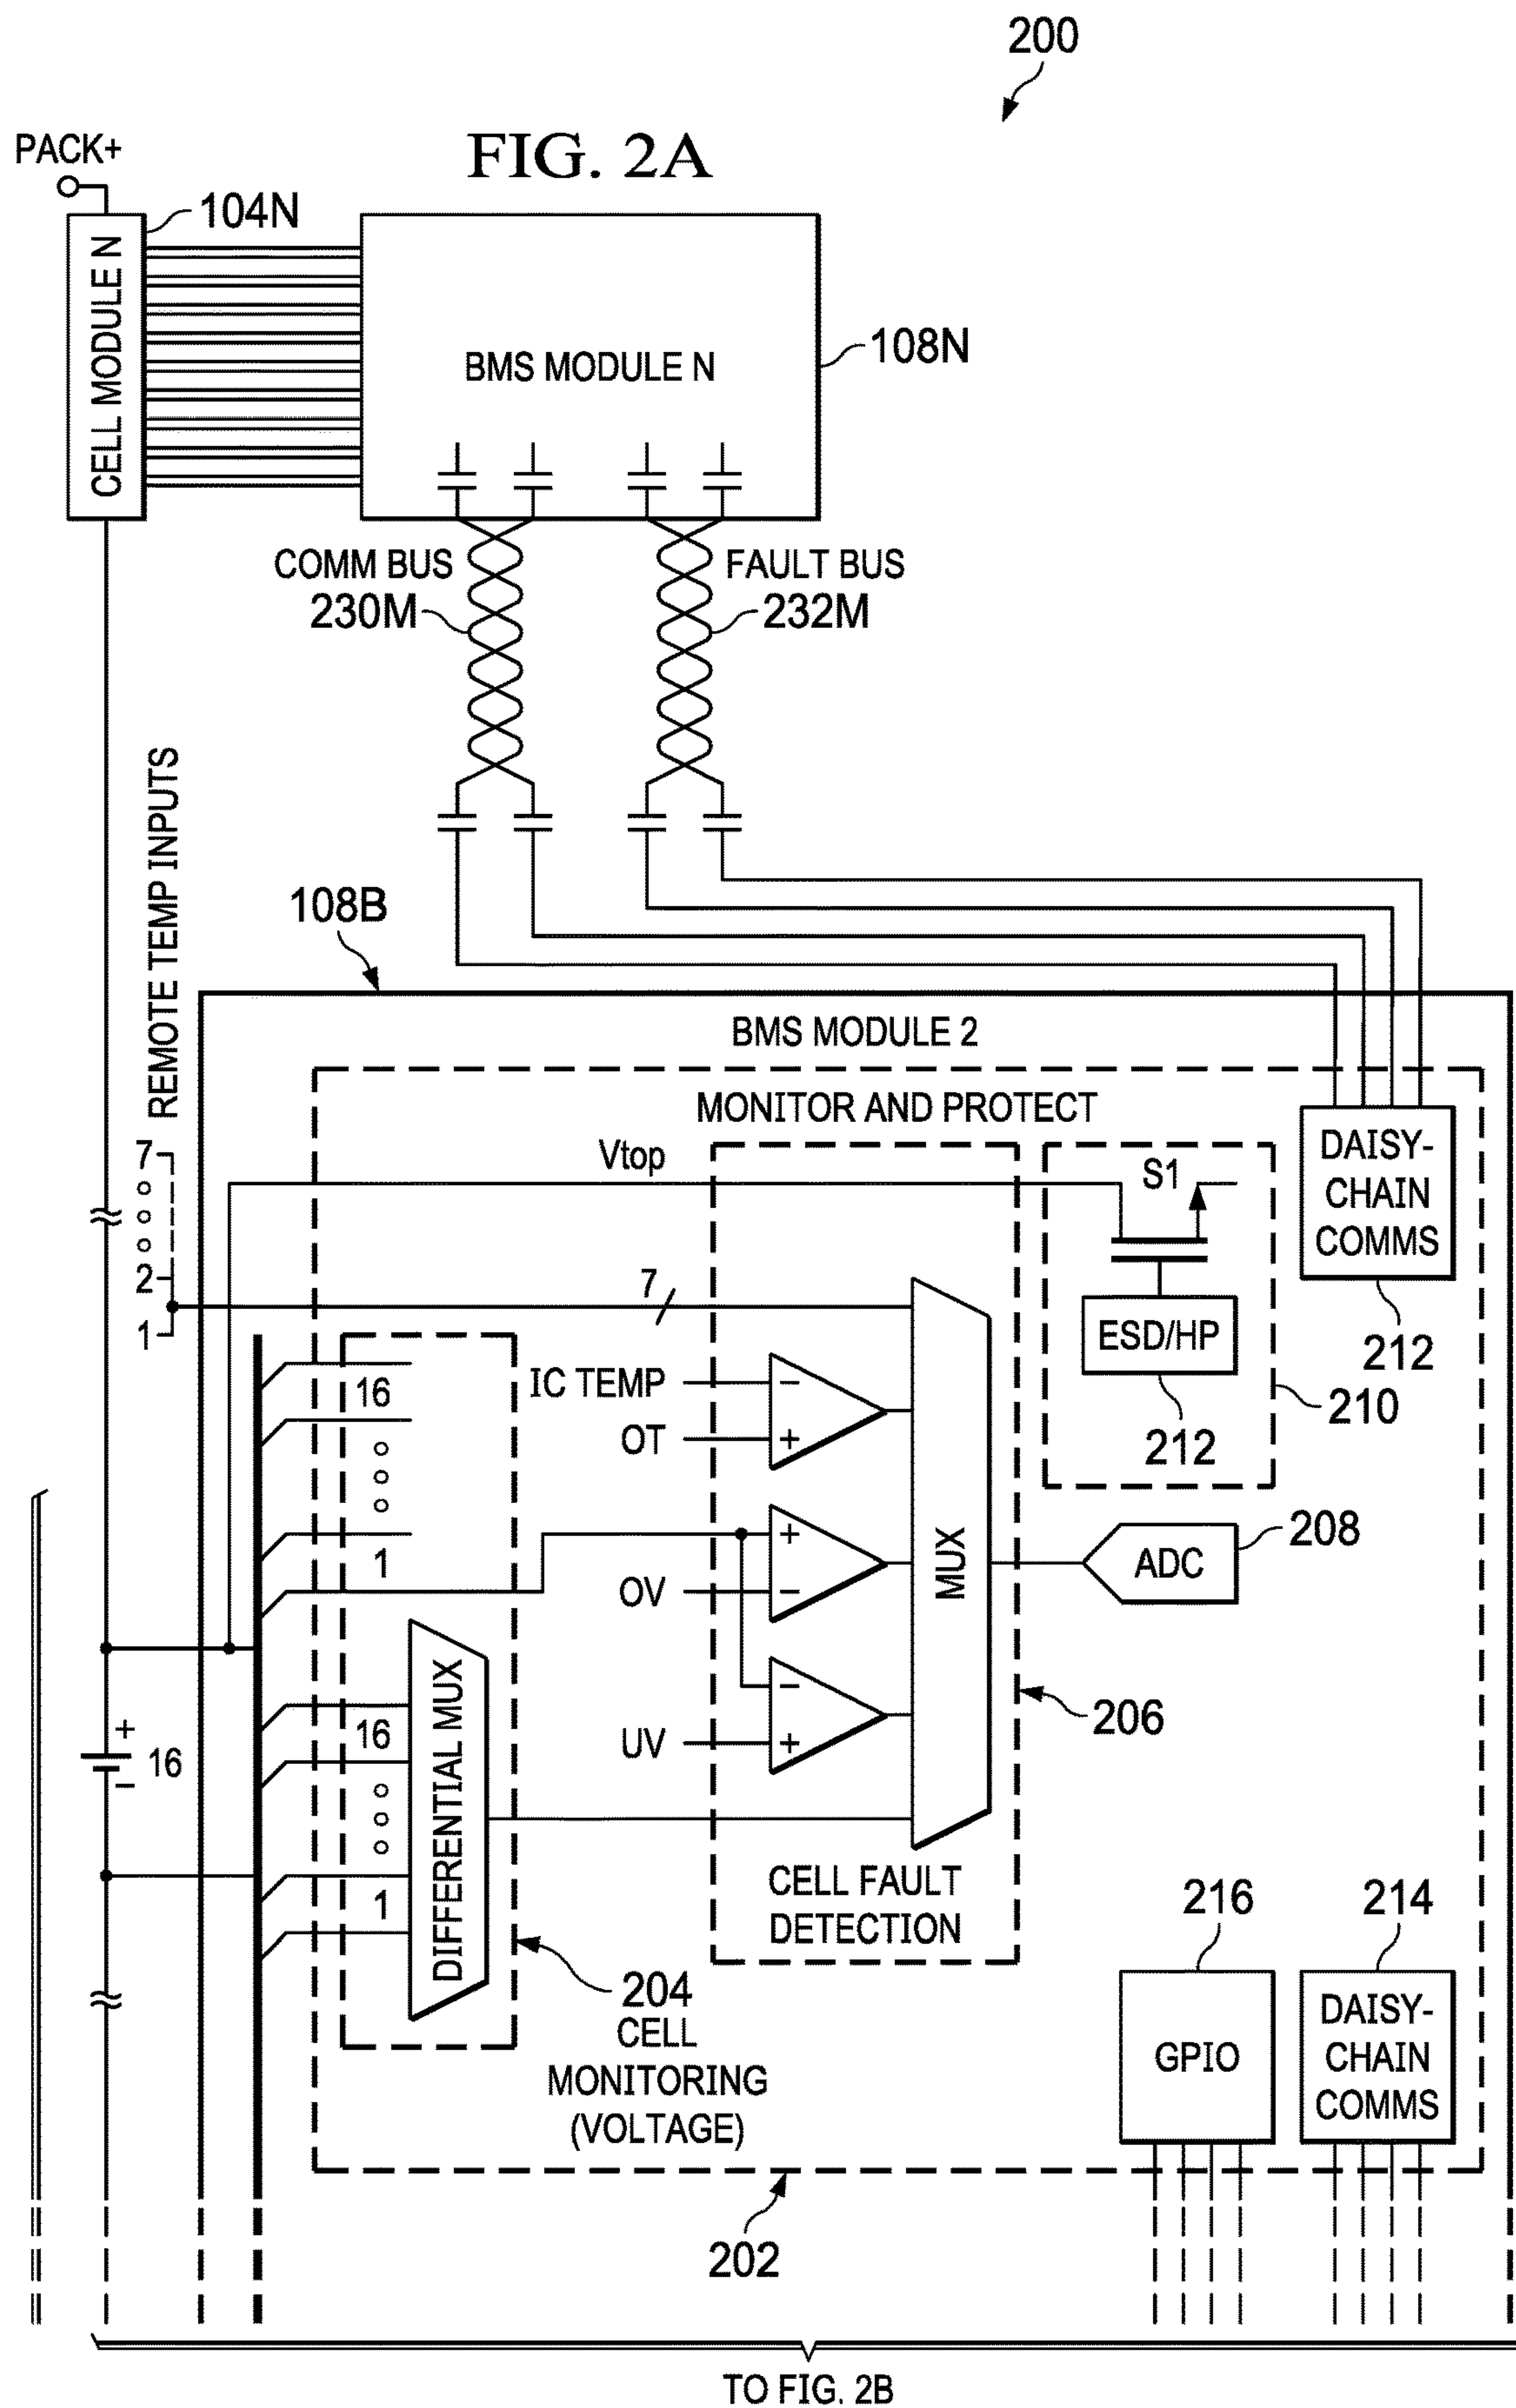 200
PACK+
FIG. 2A
104N
CELL MODULE N
BMS MODULE N
108N
COMM BUS
230M
FAULT BUS
232M
REMOTE TEMP INPUTS
108B
BMS MODULE 2
MONITOR AND PROTECT
7
2
1
Vtop
S1
DAISY-
CHAIN
COMMS
212
7
ESD/HP
212
210
16
1
IC TEMP
OT
OV
UV
MUX
ADC
208
+
16
−
16
1
DIFFERENTIAL MUX
−
+
+
−
−
+
206
CELL FAULT
DETECTION
204
CELL
MONITORING
(VOLTAGE)
216
GPIO
214
DAISY-
CHAIN
COMMS
202
TO FIG. 2B